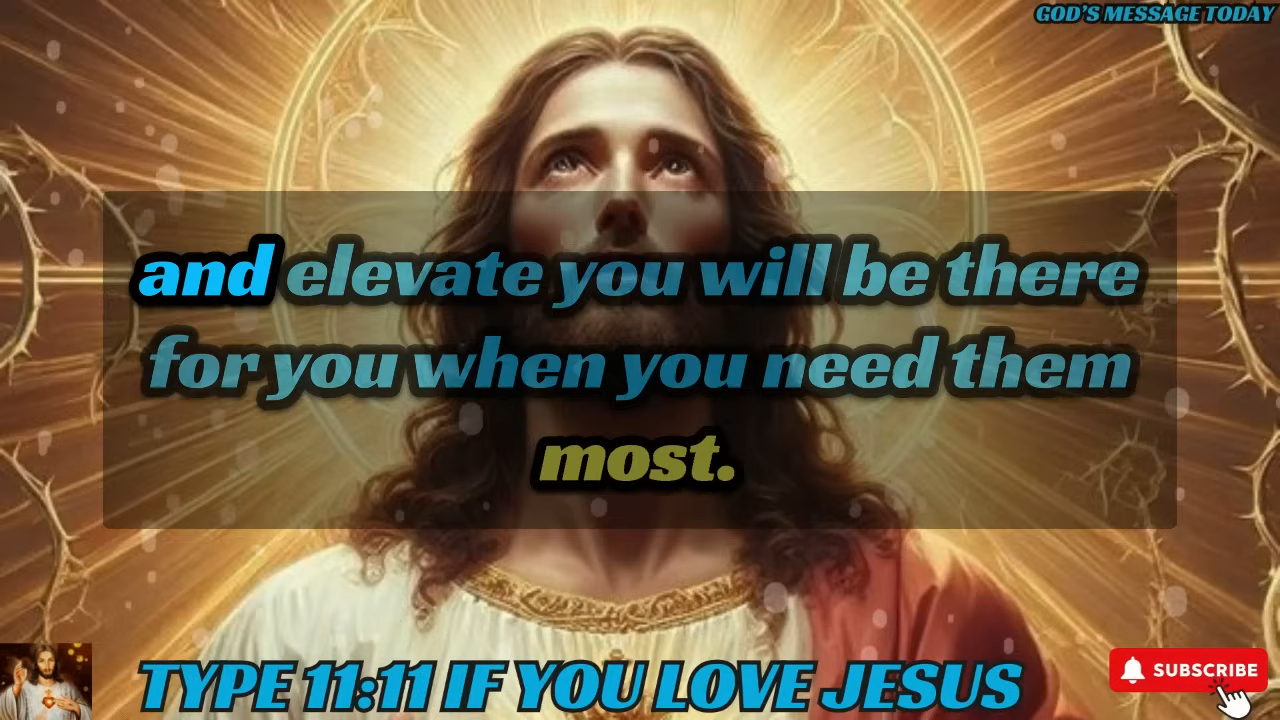 GOD'S MESSAGE TODAY
and elevate you will be there
for you when you need them
most.
TYPE 11:11 IF YOU LOVE JESUS
SUBSCRIBE